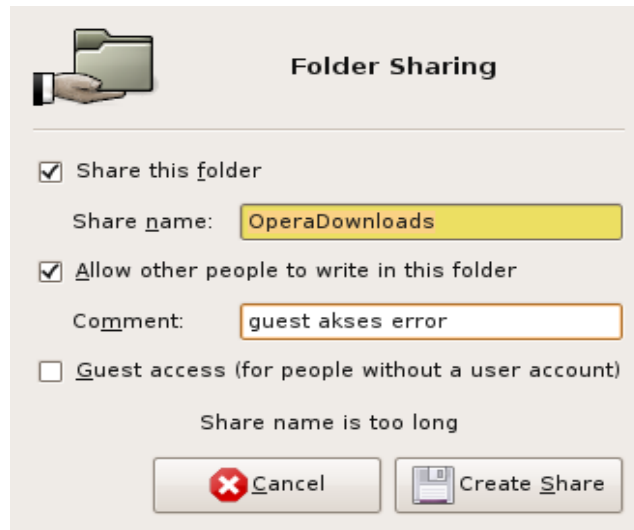 Folder Sharing
Share this folder
Share name: OperaDownloads
Allow other people to write in this folder
Comment: guest akses error
Guest access (for people without a user account)
Share name is too long
Cancel Create Share